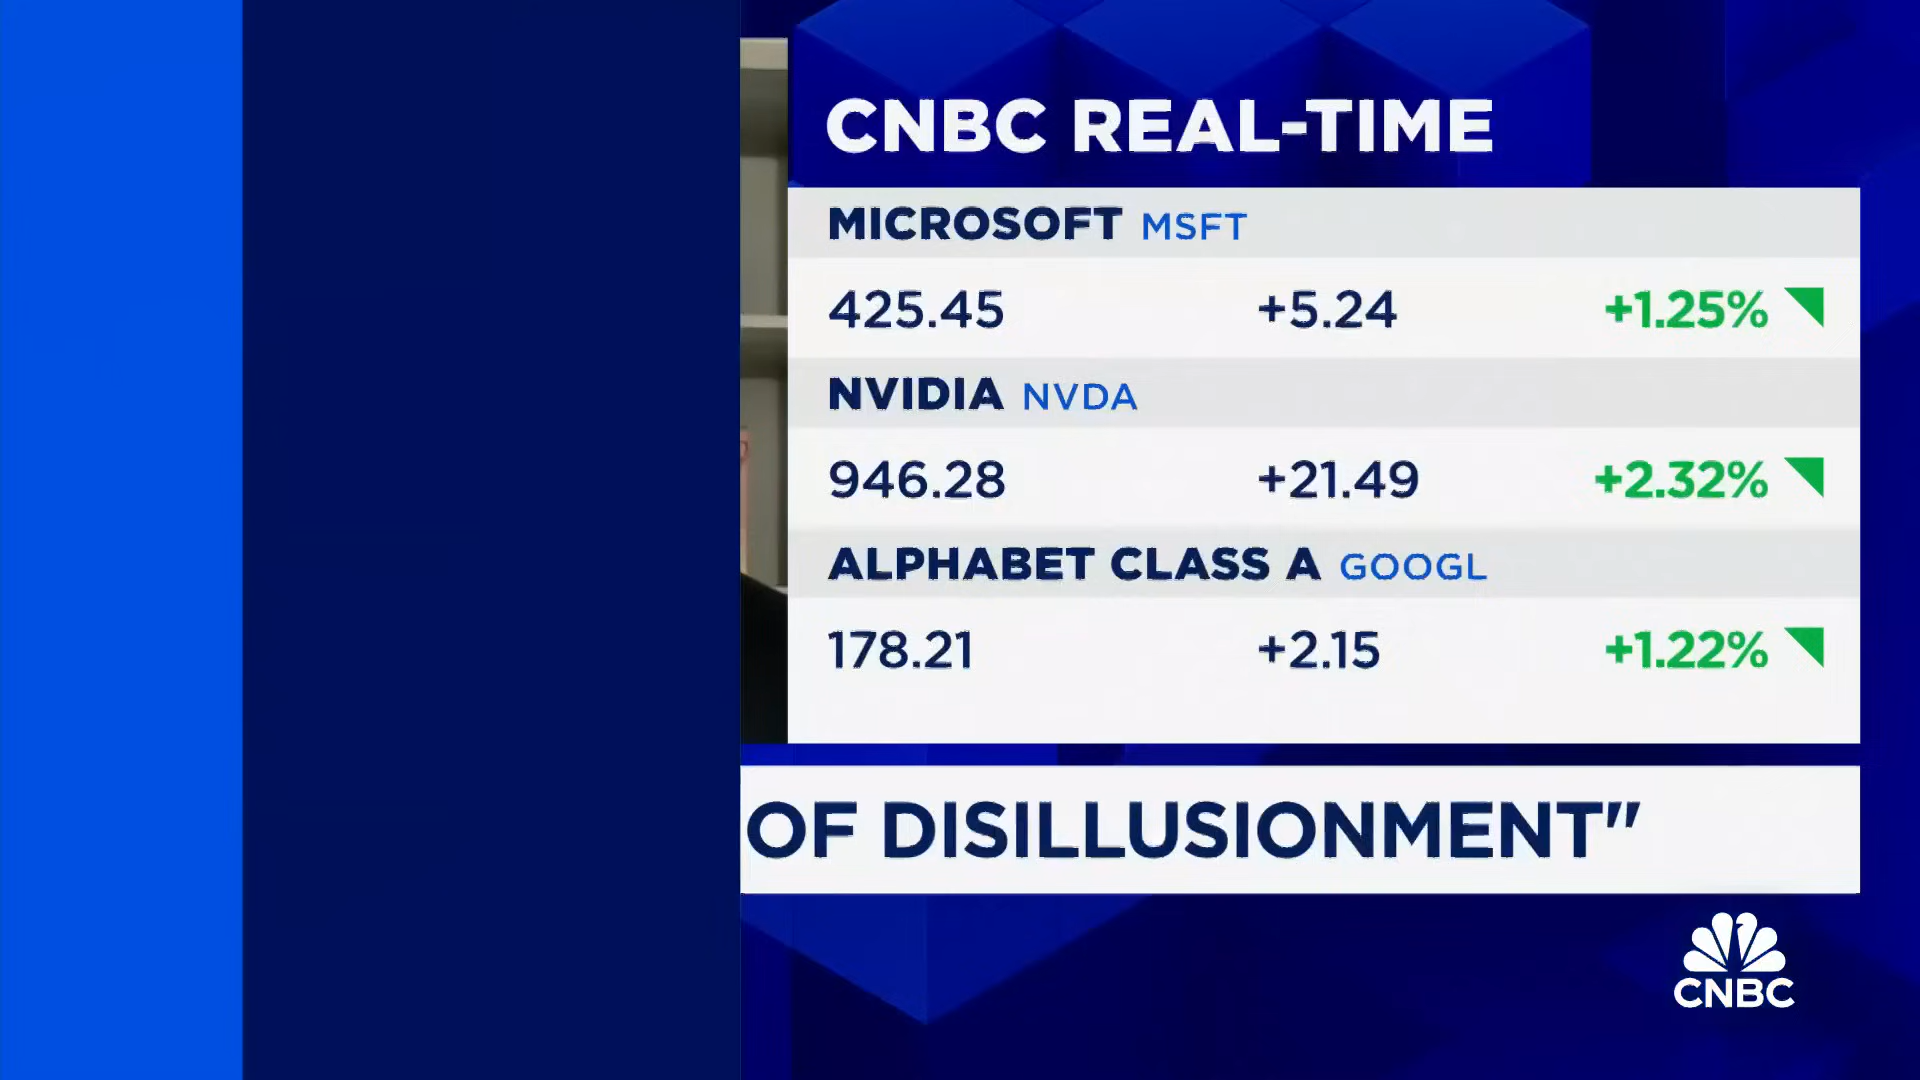 CNBC REAL-TIME
MICROSOFT MSFT
425.45 +5.24 +1.25%
NVIDIA NVDA
946.28 +21.49 +2.32%
ALPHABET CLASS A GOOGL
178.21 +2.15 +1.22%
OF DISILLUSIONMENT"
CNBC